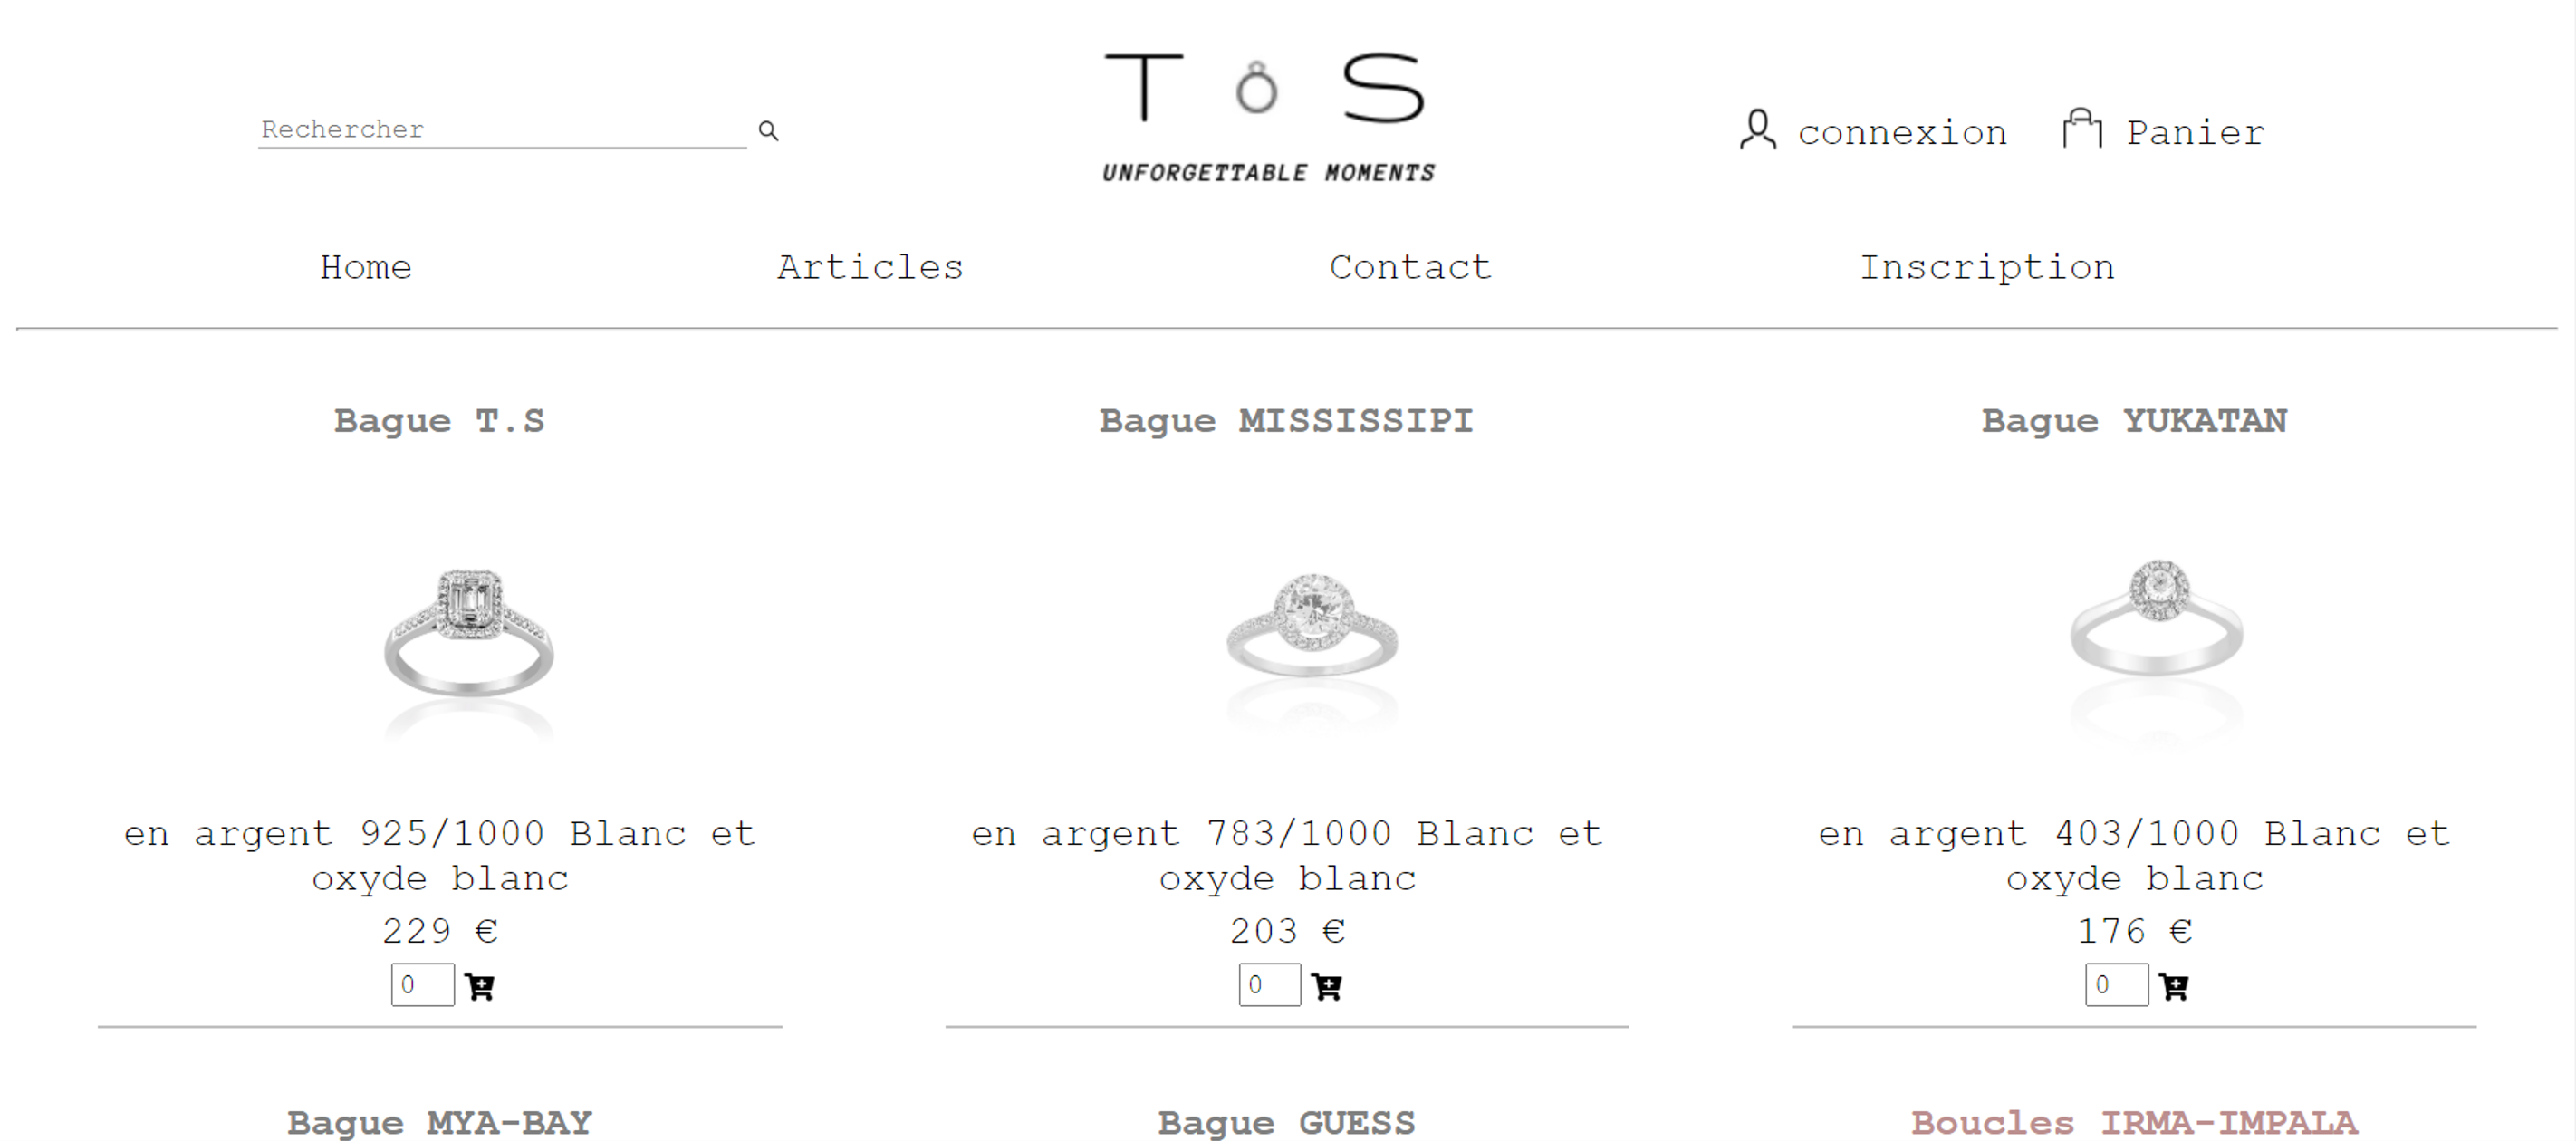 T S
UNFORGETTABLE MOMENTS
Rechercher
connexion
Panier
Home
Articles
Contact
Inscription
Bague T.S
Bague MISSISSIPI
Bague YUKATAN
en argent 925/1000 Blanc et
oxyde blanc
229 €
0
en argent 783/1000 Blanc et
oxyde blanc
203 €
0
en argent 403/1000 Blanc et
oxyde blanc
176 €
0
Bague MYA-BAY
Bague GUESS
Boucles IRMA-IMPALA